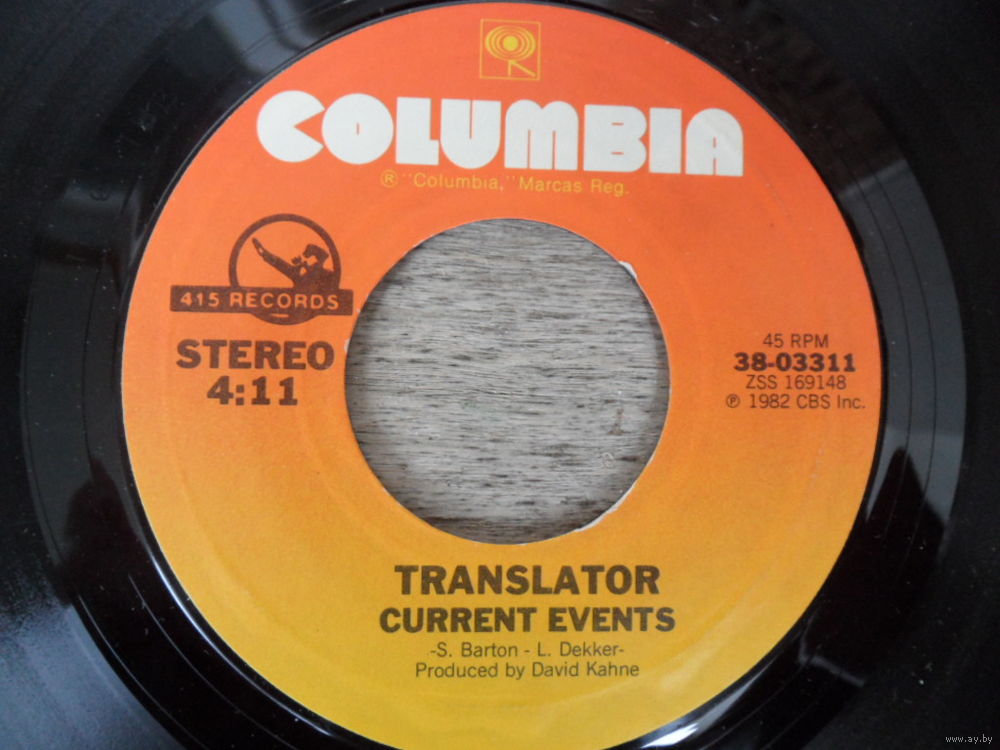 COLUMBIA
® "Columbia," Marcas Reg.
415 RECORDS
STEREO
4:11
45 RPM
38-03311
ZSS 169148
℗ 1982 CBS Inc.
TRANSLATOR
CURRENT EVENTS
-S. Barton - L. Dekker-
Produced by David Kahne
www.ay.by